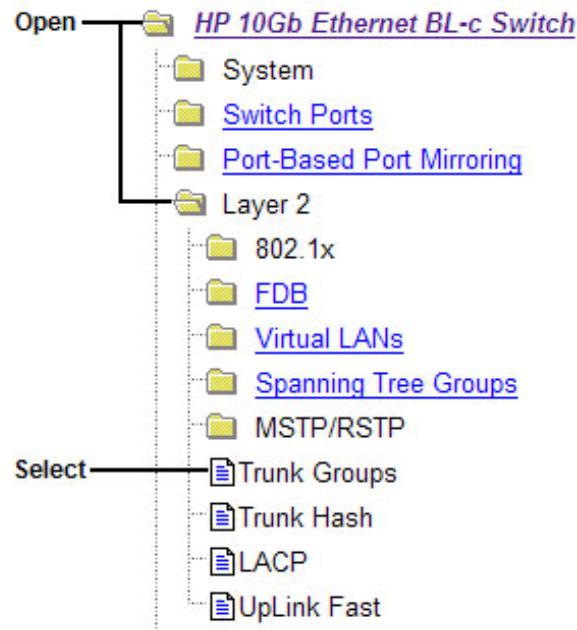 Open HP 10Gb Ethernet BL-c Switch
System
Switch Ports
Port-Based Port Mirroring
Layer 2
802.1x
FDB
Virtual LANs
Spanning Tree Groups
MSTP/RSTP
Select Trunk Groups
Trunk Hash
LACP
UpLink Fast